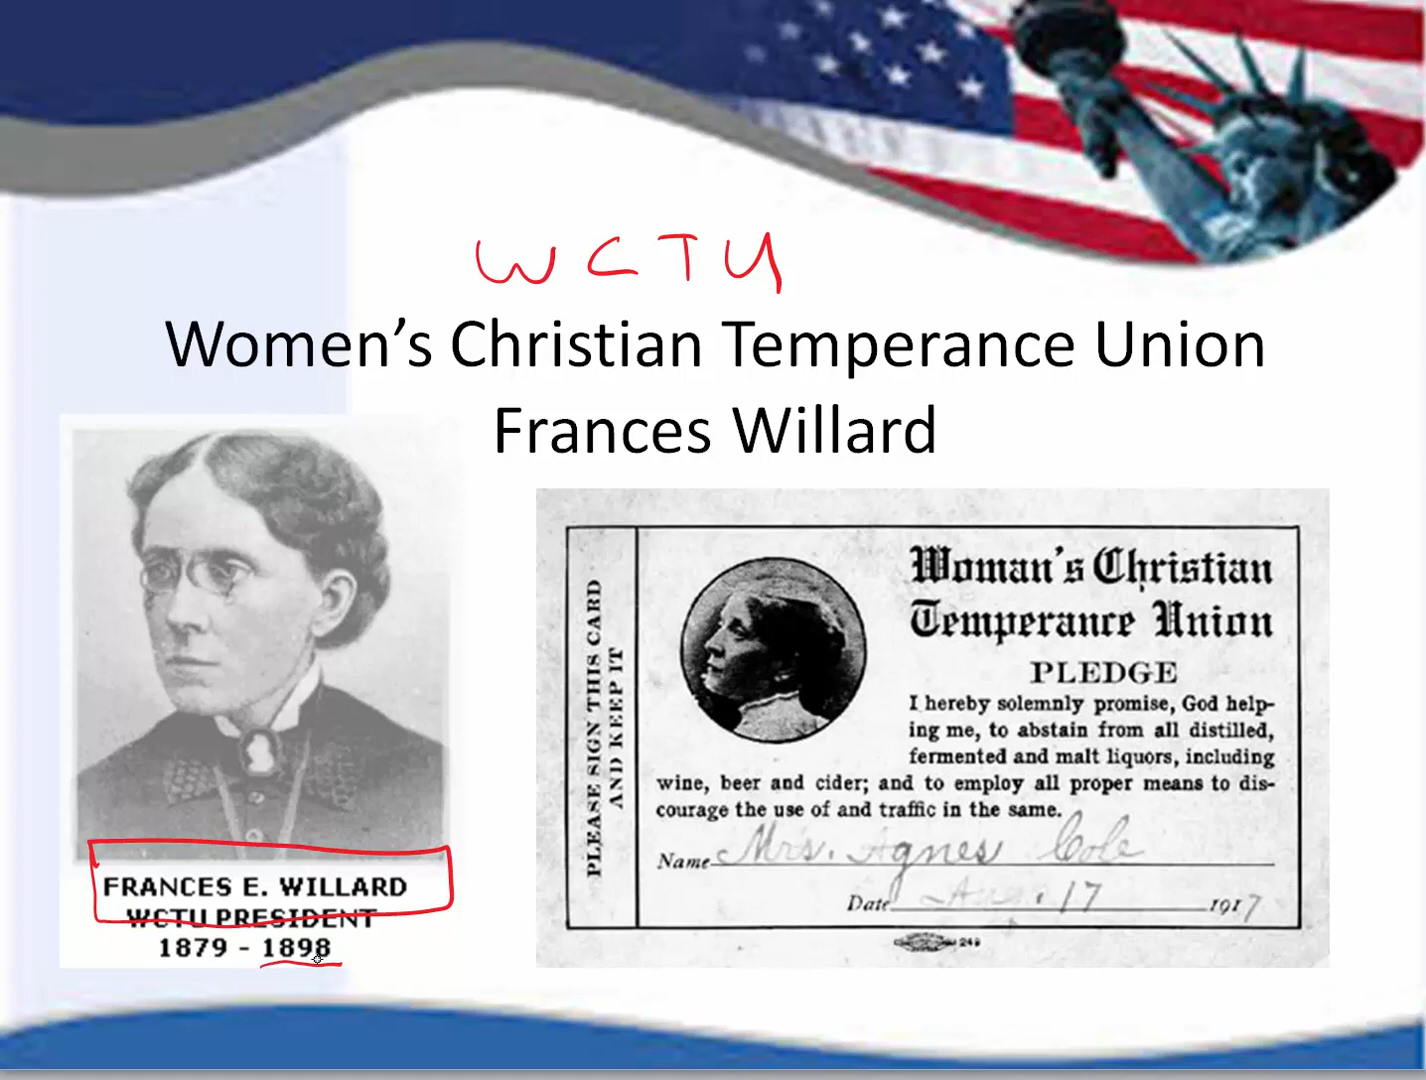 WCTU
Women's Christian Temperance Union
Frances Willard
FRANCES E. WILLARD
WCTU PRESIDENT
1879 - 1898
PLEASE SIGN THIS CARD
AND KEEP IT
Woman's Christian
Temperance Union
PLEDGE
I hereby solemnly promise, God help-
ing me, to abstain from all distilled,
fermented and malt liquors, including
wine, beer and cider; and to employ all proper means to dis-
courage the use of and traffic in the same.
Name Mrs. Agnes Cole
Date 17 1917
249